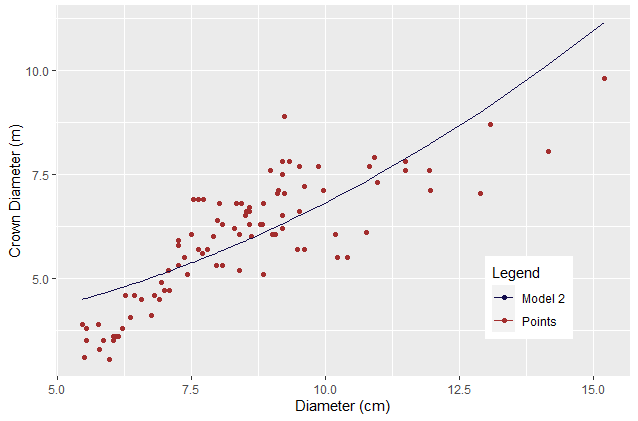 10.0
7.5
5.0
Crown Diameter (m)
5.0 7.5 10.0 12.5 15.0
Diameter (cm)
Legend
Model 2
Points